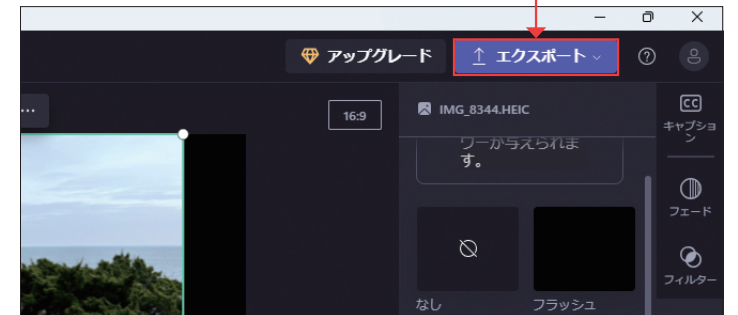 アップグレード
エクスポート
...
16:9
IMG_8344.HEIC
CC
キャプショ
ン
ワーか与えられま
す。
フェード
フィルター
なし
フラッシュ